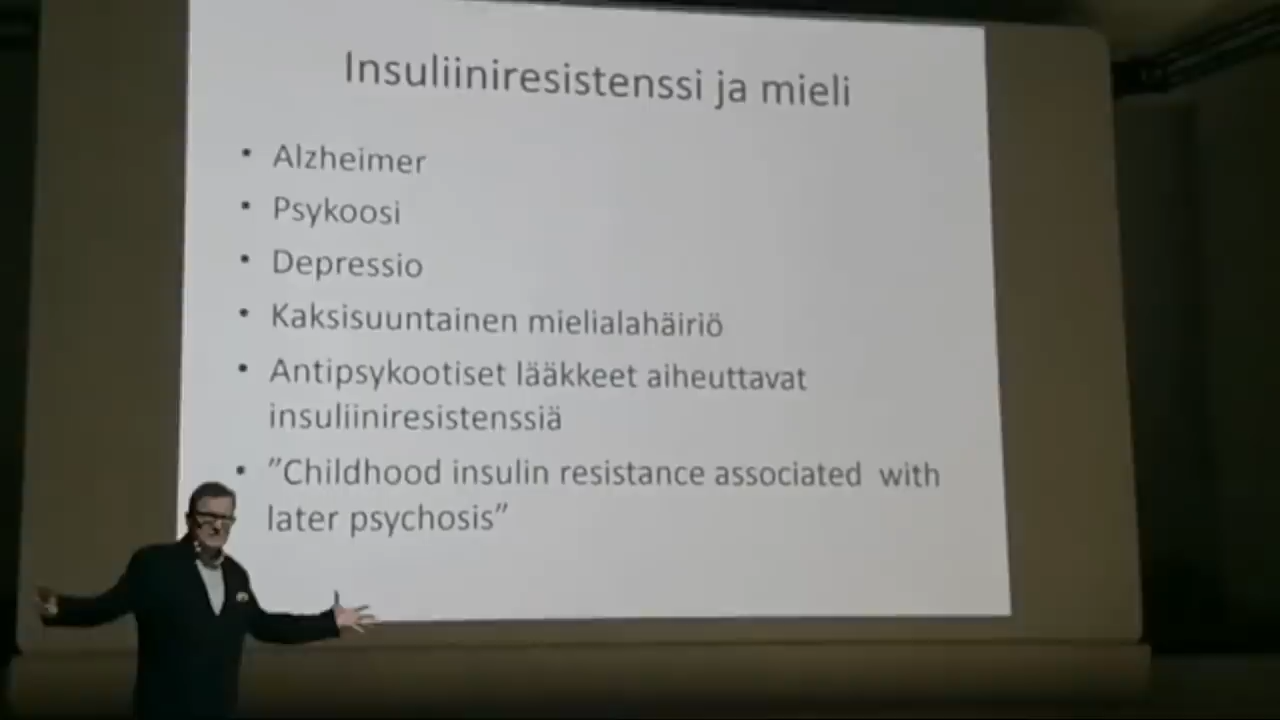 Insuliiniresistenssi ja mieli
• Alzheimer
• Psykoosi
• Depressio
• Kaksisuuntainen mielialahäiriö
• Antipsykootiset lääkkeet aiheuttavat
insuliiniresistenssiä
• ”Childhood insulin resistance associated with
later psychosis”